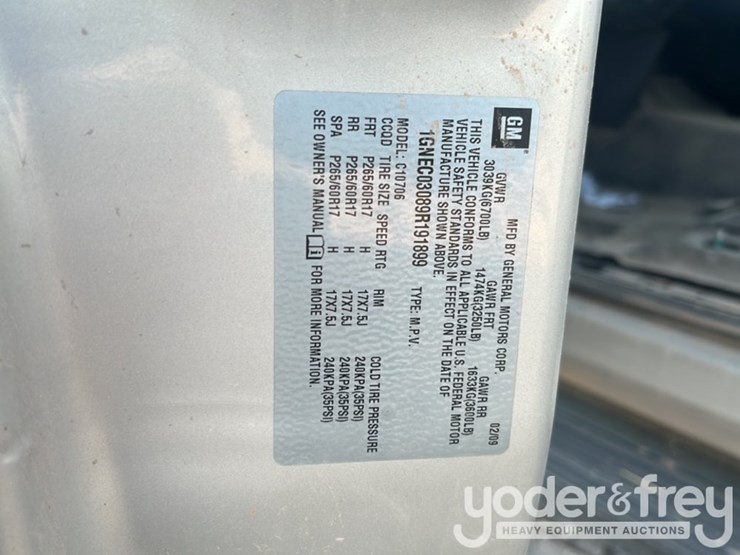 GM
MFD BY GENERAL MOTORS CORP. 02/09
GVWR GAWR FRT GAWR RR
3039KG(6700LB) 1474KG(3250LB) 1633KG(3600LB)
THIS VEHICLE CONFORMS TO ALL APPLICABLE U.S. FEDERAL MOTOR
VEHICLE SAFETY STANDARDS IN EFFECT ON THE DATE OF
MANUFACTURE SHOWN ABOVE.
1GNEC03089R191899 TYPE: M.P.V.
MODEL: C10706
CCQD TIRE SIZE SPEED RTG RIM COLD TIRE PRESSURE
FRT P265/60R17 H 17X7.5J 240KPA(35PSI)
RR P265/60R17 H 17X7.5J 240KPA(35PSI)
SPA P265/60R17 H 17X7.5J 240KPA(35PSI)
SEE OWNER'S MANUAL FOR MORE INFORMATION.
yoder&frey
HEAVY EQUIPMENT AUCTIONS